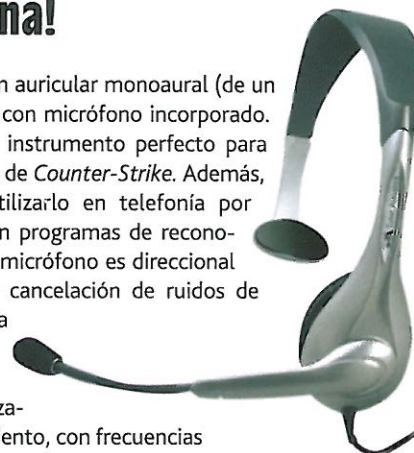 na!
n auricular monoaural (de un
con micrófono incorporado.
instrumento perfecto para
de Counter-Strike. Además,
tilizarlo en telefonía por
n programas de recono-
micrófono es direccional
cancelación de ruidos de
a
za-
ento, con frecuencias